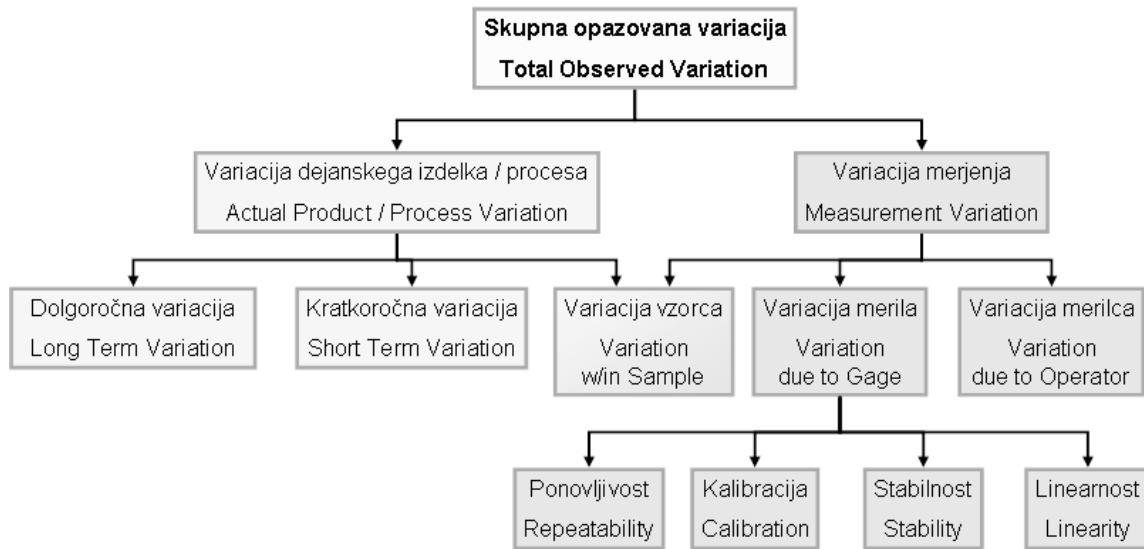 Skupna opazovana variacija
Total Observed Variation
Variacija dejanskega izdelka / procesa
Actual Product / Process Variation
Variacija merjenja
Measurement Variation
Dolgoročna variacija
Long Term Variation
Kratkoročna variacija
Short Term Variation
Variacija vzorca
Variation
w/in Sample
Variacija merila
Variation
due to Gage
Variacija merilca
Variation
due to Operator
Ponovljivost
Repeatability
Kalibracija
Calibration
Stabilnost
Stability
Linearnost
Linearity